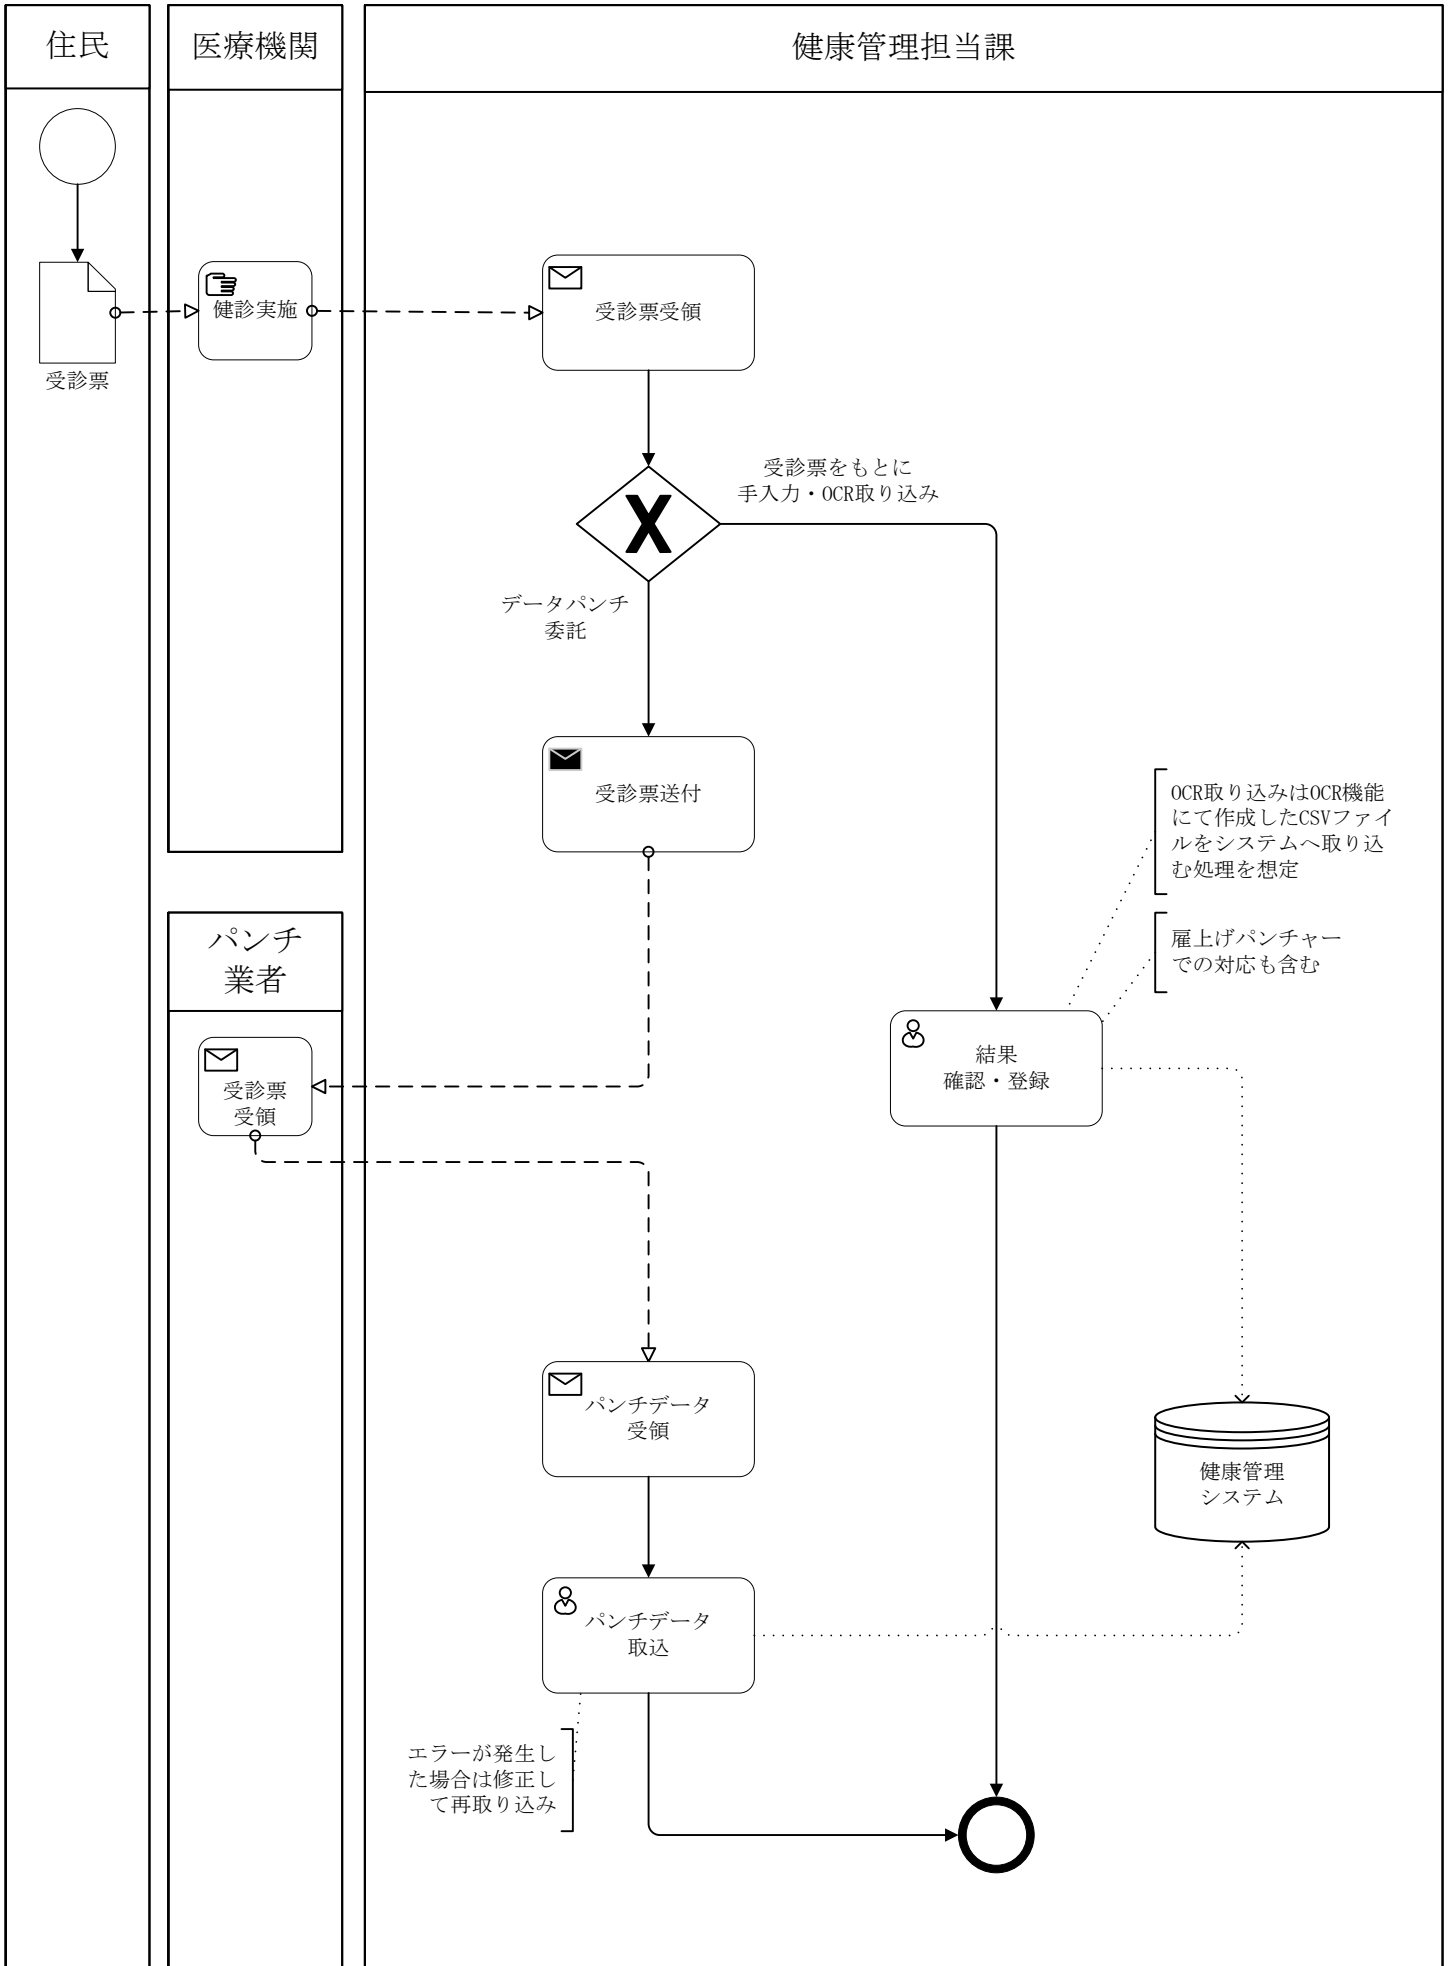 住民
医療機関
健康管理担当課
受診票
健診実施
受診票受領
受診票をもとに
手入力・OCR取り込み
データパンチ
委託
受診票送付
OCR取り込みはOCR機能
にて作成したCSVファイ
ルをシステムへ取り込
む処理を想定
雇上げパンチャー
での対応も含む
パンチ
業者
受診票
受領
結果
確認・登録
パンチデータ
受領
健康管理
システム
パンチデータ
取込
エラーが発生し
た場合は修正し
て再取り込み